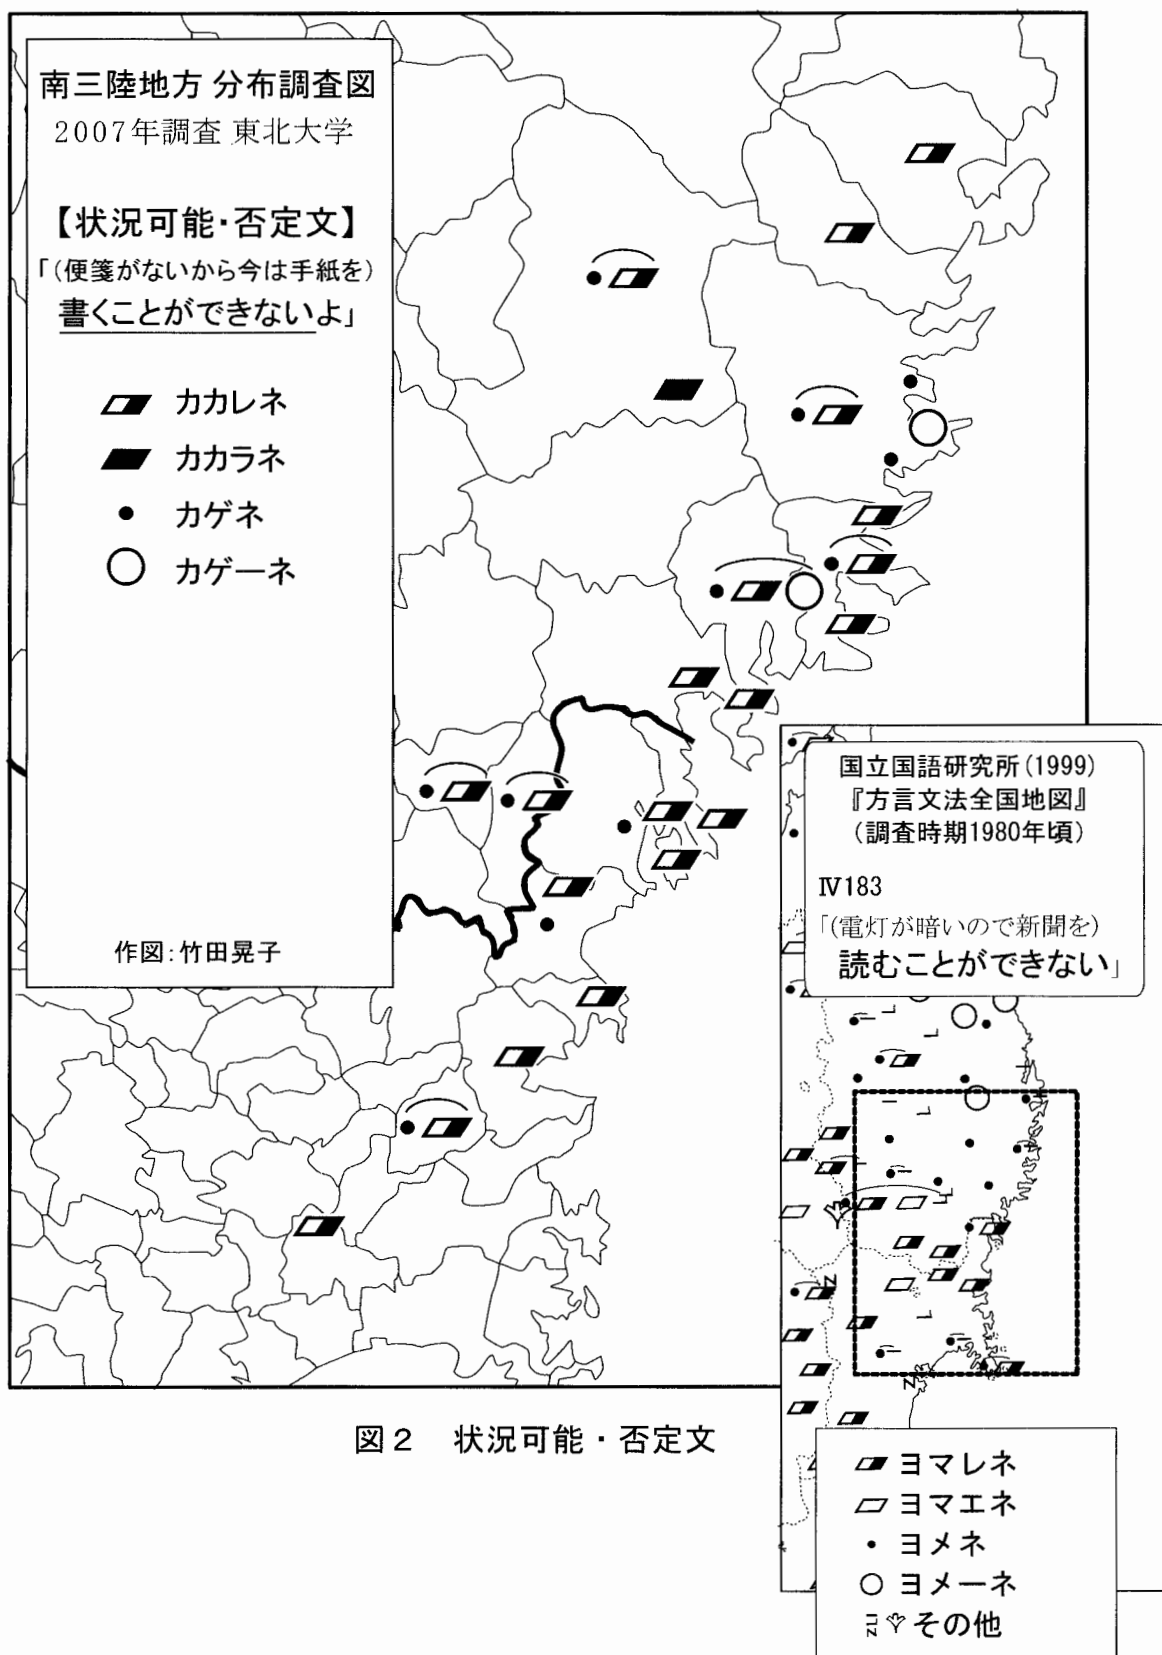 南三陸地方 分布調査図
2007年調査 東北大学
【状況可能・否定文】
「(便箋がないから今は手紙を)
書くことができないよ」
カカレネ
カカラネ
カゲネ
カゲーネ
作図:竹田晃子
国立国語研究所(1999)
『方言文法全国地図』
(調査時期1980年頃)
Ⅳ183
「(電灯が暗いので新聞を)
読むことができない」
図2 状況可能・否定文
ヨマレネ
ヨマエネ
ヨメネ
ヨメーネ
その他